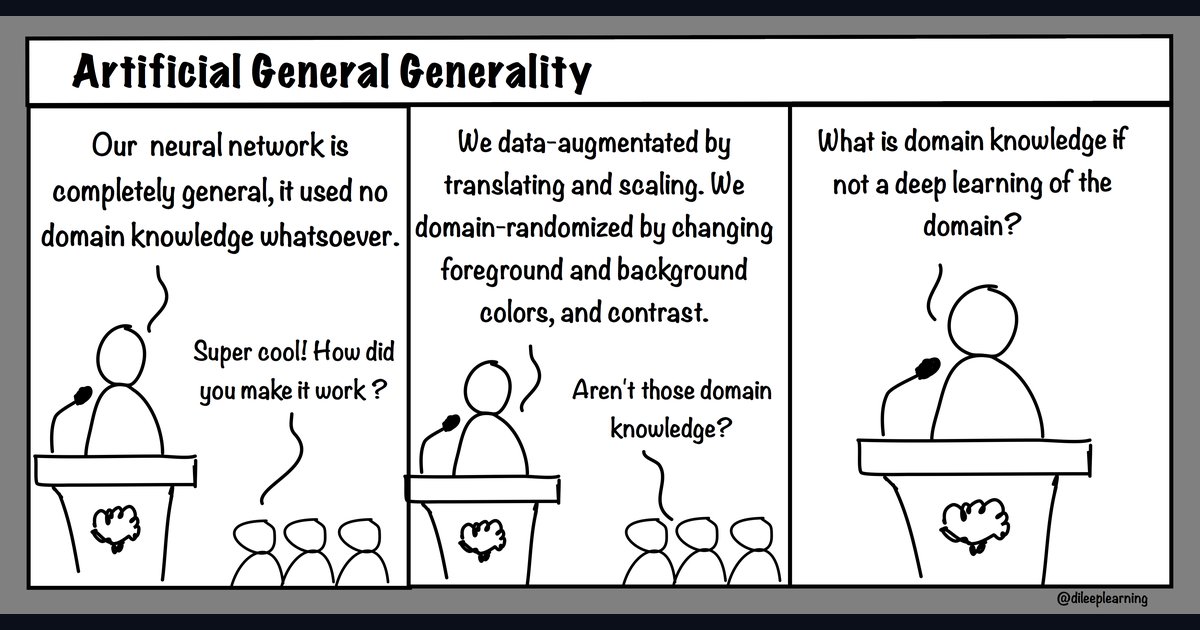 Artificial General Generality
Our neural network is
completely general, it used no
domain knowledge whatsoever.
Super cool! How did
you make it work ?
We data-augmentated by
translating and scaling. We
domain-randomized by changing
foreground and background
colors, and contrast.
Aren't those domain
knowledge?
What is domain knowledge if
not a deep learning of the
domain?
@dileeplearning